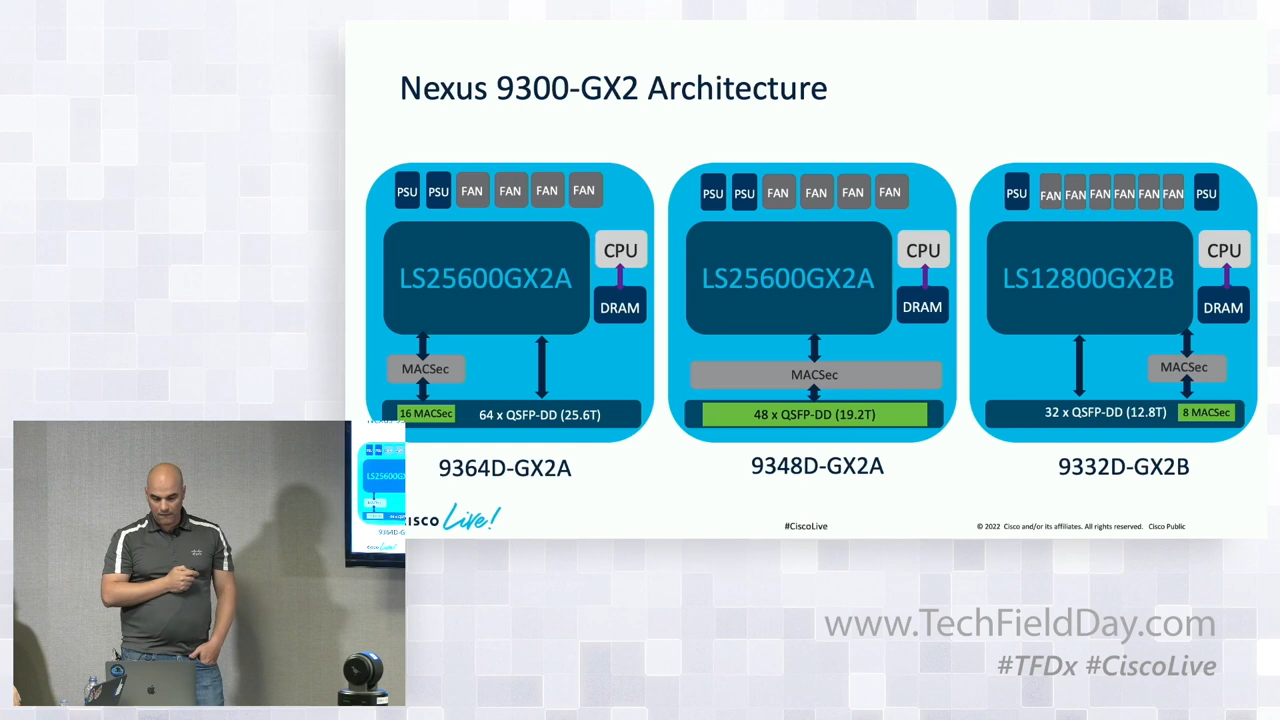 Nexus 9300-GX2 Architecture
PSU PSU FAN FAN FAN FAN
LS25600GX2A
CPU
DRAM
MACSec
16 MACSec 64 x QSFP-DD (25.6T)
9364D-GX2A
PSU PSU FAN FAN FAN FAN
LS25600GX2A
CPU
DRAM
MACSec
48 x QSFP-DD (19.2T)
9348D-GX2A
PSU FAN FAN FAN FAN FAN FAN PSU
LS12800GX2B
CPU
DRAM
MACSec
32 x QSFP-DD (12.8T) 8 MACSec
9332D-GX2B
CISCO Live!
#CiscoLive
© 2022 Cisco and/or its affiliates. All rights reserved. Cisco Public
LS25600G
9364D-G
www.TechFieldDay.com
#TFDx #CiscoLive